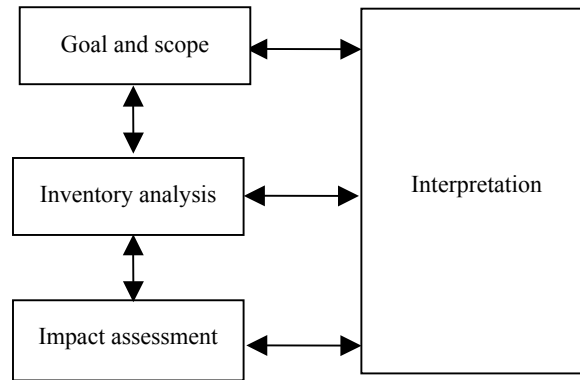 Goal and scope
Inventory analysis
Interpretation
Impact assessment